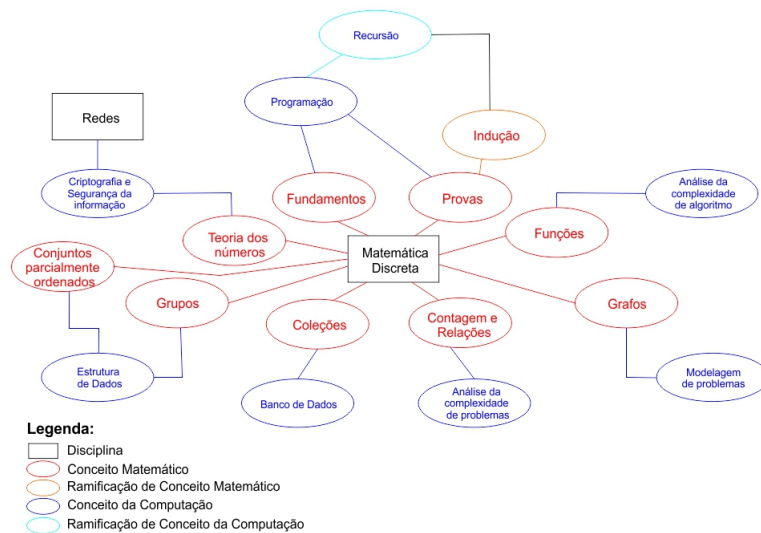 Recursão
Programação
Redes
Indução
Criptografia e
Segurança da
informação
Fundamentos
Provas
Análise da
complexidade
de algoritmo
Teoria dos
números
Funções
Matemática
Discreta
Conjuntos
parcialmente
ordenados
Grupos
Coleções
Contagem e
Relações
Grafos
Estrutura
de Dados
Banco de Dados
Análise da
complexidade
de problemas
Modelagem
de problemas
Legenda:
Disciplina
Conceito Matemático
Ramificação de Conceito Matemático
Conceito da Computação
Ramificação de Conceito da Computação